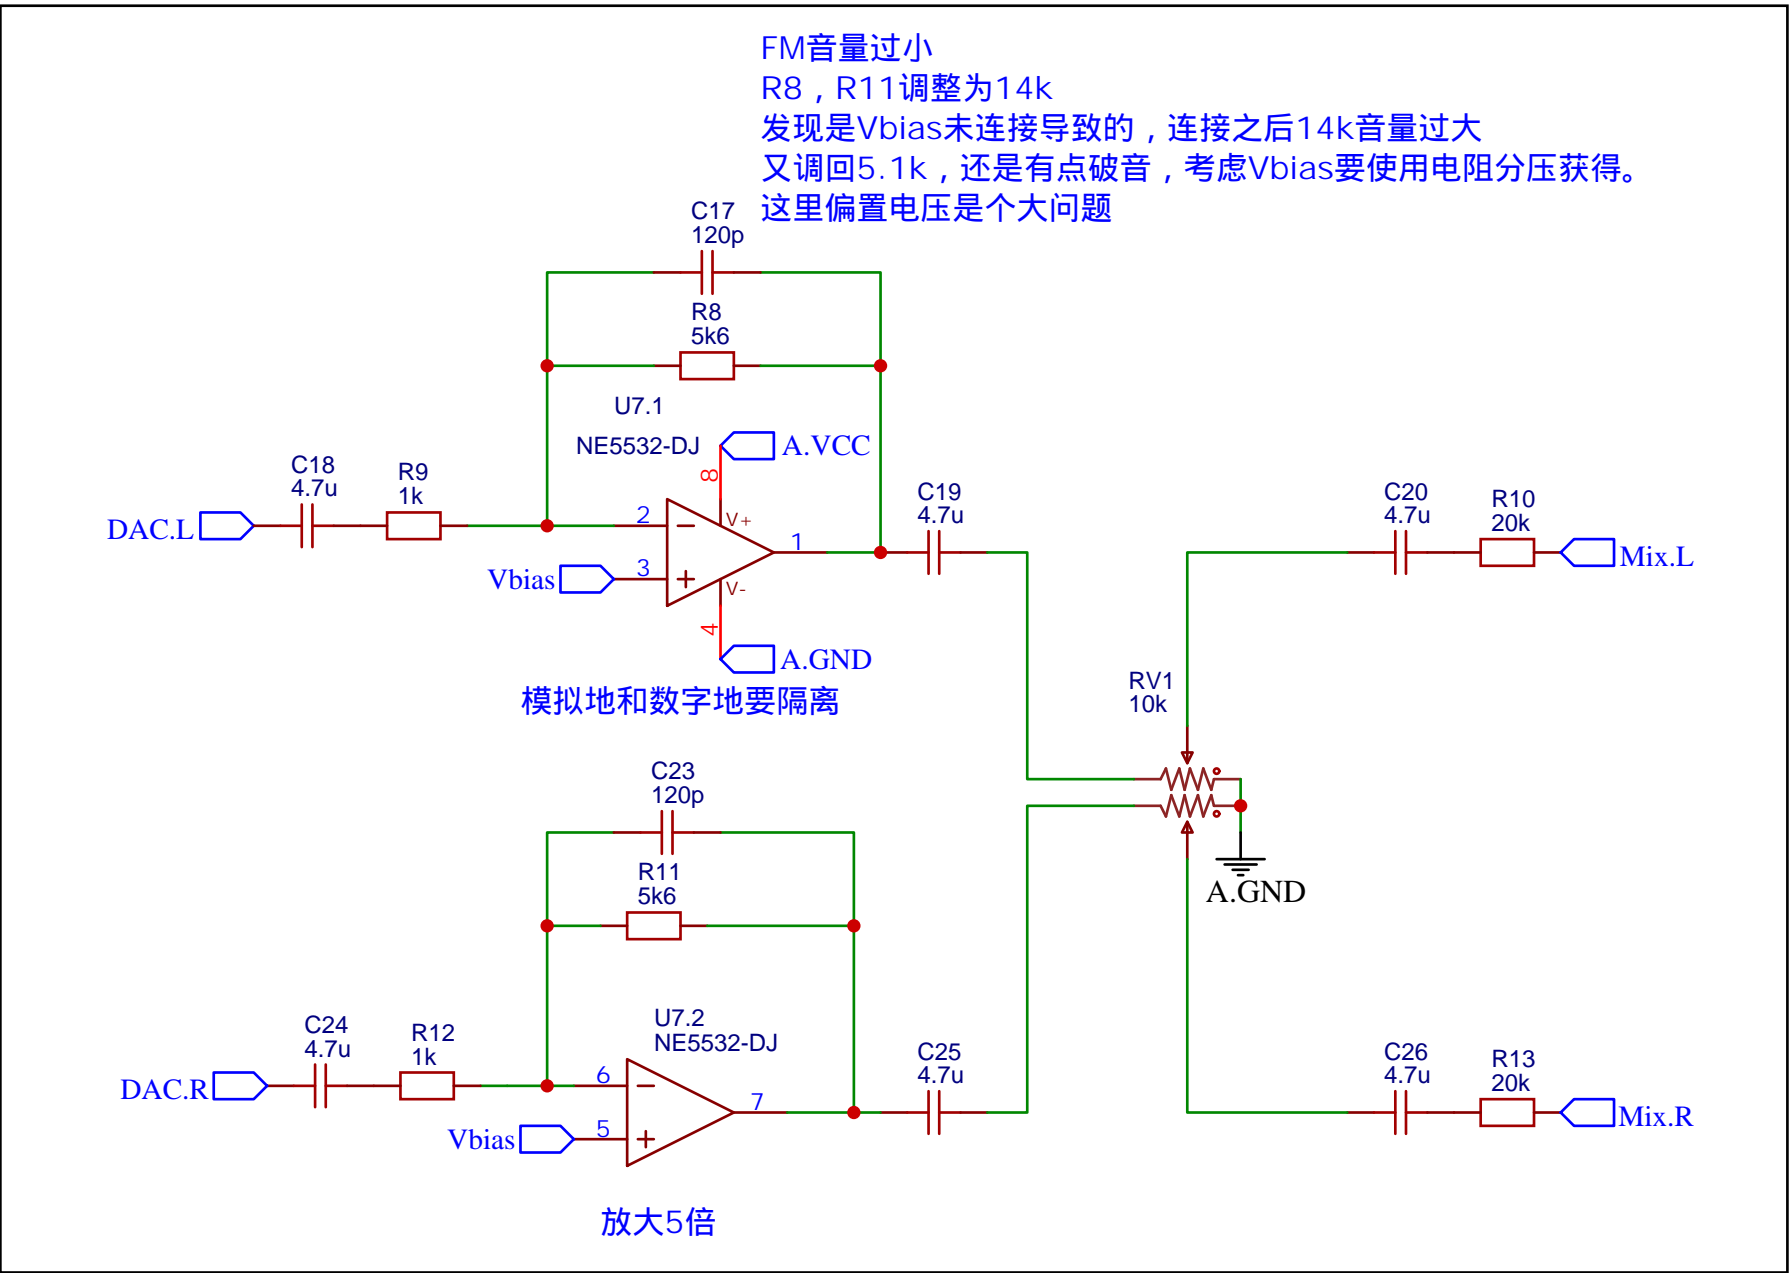 FM音量过小
R8，R11调整为14k
发现是Vbias未连接导致的，连接之后14k音量过大
又调回5.1k，还是有点破音，考虑Vbias要使用电阻分压获得。
这里偏置电压是个大问题
C17
120p
R8
5k6
U7.1
NE5532-DJ
A.VCC
8
V+
C18
4.7u
R9
1k
DAC.L
2
1
Vbias
3
V-
4
A.GND
C19
4.7u
C20
4.7u
R10
20k
Mix.L
模拟地和数字地要隔离
RV1
10k
A.GND
C23
120p
R11
5k6
U7.2
NE5532-DJ
C24
4.7u
R12
1k
DAC.R
6
7
Vbias
5
C25
4.7u
C26
4.7u
R13
20k
Mix.R
放大5倍